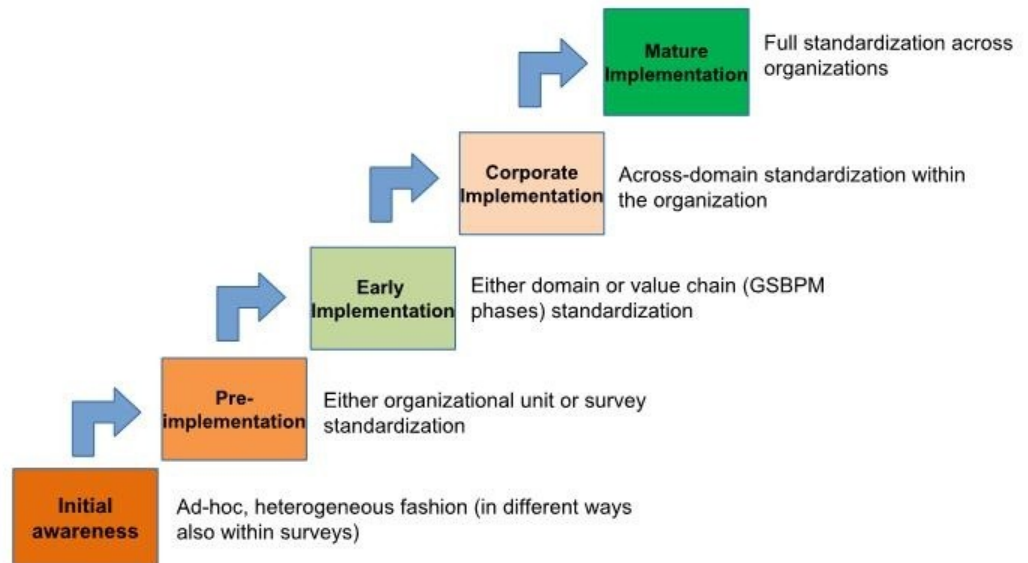 Mature
Implementation
Full standardization across
organizations
Corporate
Implementation
Across-domain standardization within
the organization
Early
Implementation
Either domain or value chain (GSBPM
phases) standardization
Pre-
implementation
Either organizational unit or survey
standardization
Initial
awareness
Ad-hoc, heterogeneous fashion (in different ways
also within surveys)